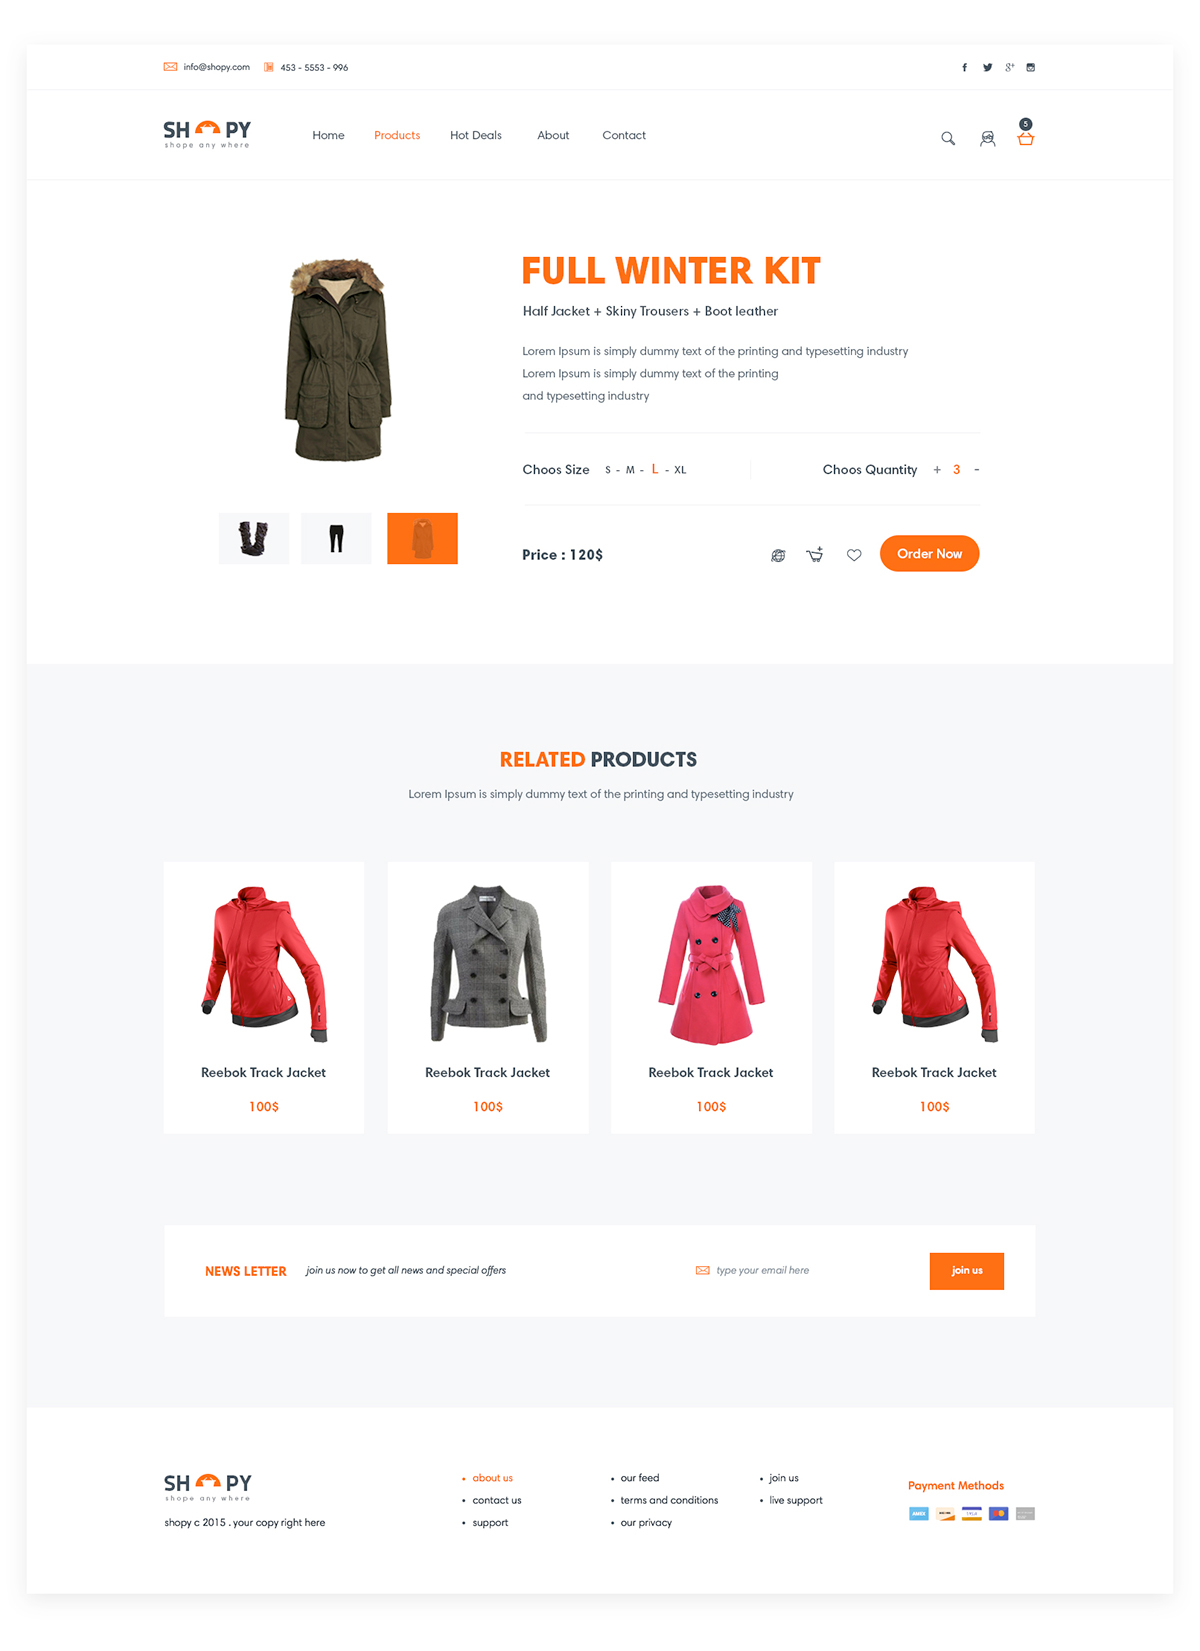 info@shopy.com 453 - 5553 - 996
SH PY
shope any where
Home Products Hot Deals About Contact
5
FULL WINTER KIT
Half Jacket + Skiny Trousers + Boot leather
Lorem Ipsum is simply dummy text of the printing and typesetting industry
Lorem Ipsum is simply dummy text of the printing
and typesetting industry
Choos Size S - M - L - XL Choos Quantity + 3 -
Price : 120$ Order Now
RELATED PRODUCTS
Lorem Ipsum is simply dummy text of the printing and typesetting industry
Reebok Track Jacket
100$
Reebok Track Jacket
100$
Reebok Track Jacket
100$
Reebok Track Jacket
100$
NEWS LETTER join us now to get all news and special offers type your email here join us
SH PY
shope any where
shopy c 2015 . your copy right here
about us
contact us
support
our feed
terms and conditions
our privacy
join us
live support
Payment Methods
AMEX